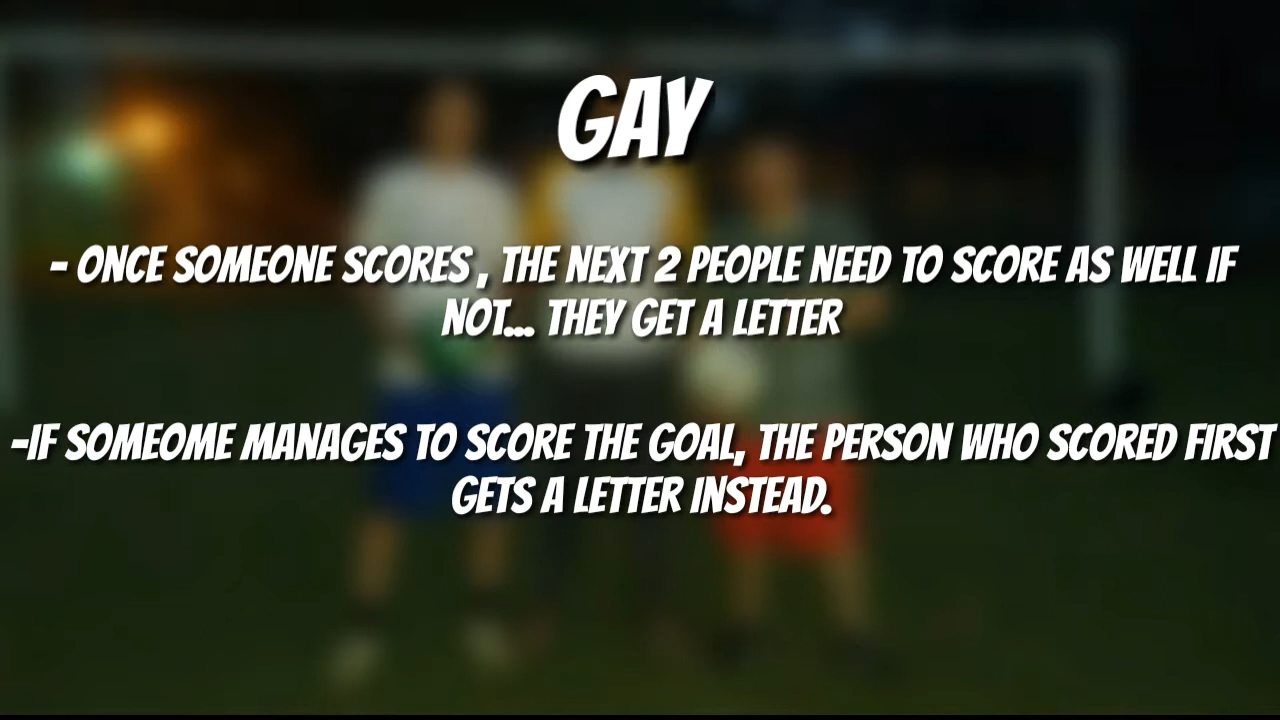 GAY
- ONCE SOMEONE SCORES , THE NEXT 2 PEOPLE NEED TO SCORE AS WELL IF
NOT... THEY GET A LETTER
-IF SOMEOME MANAGES TO SCORE THE GOAL, THE PERSON WHO SCORED FIRST
GETS A LETTER INSTEAD.